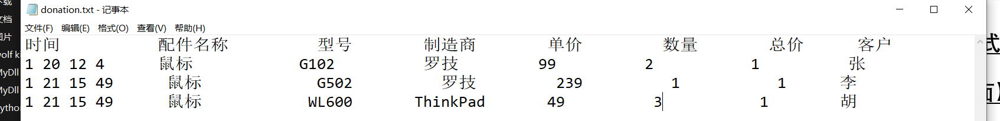 下载
donation.txt - 记事本
文档
文件(F) 编辑(E) 格式(O) 查看(V) 帮助(H)
图片
时间 配件名称 型号 制造商 单价 数量 总价 客户
式
olf ki
1 20 12 4 鼠标 G102 罗技 99 2 1 张
MyDll
1 21 15 49 鼠标 G502 罗技 239 1 1 李
MyDll
1 21 15 49 鼠标 WL600 ThinkPad 49 3 1 胡
ytho